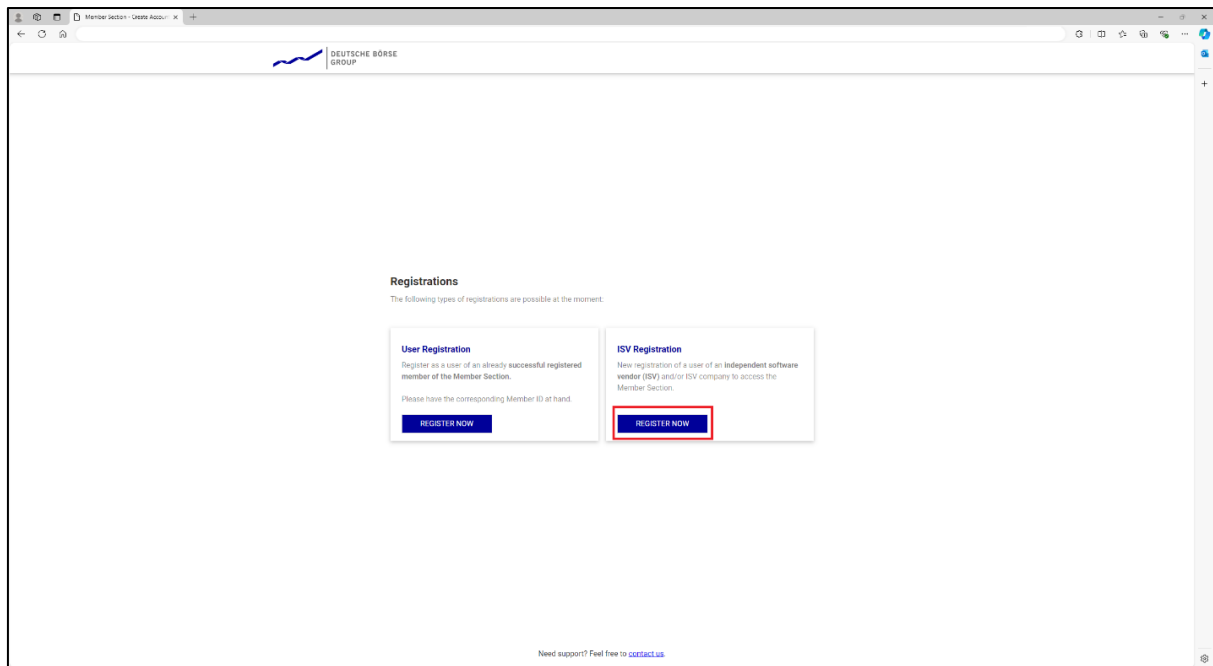 Member Section - Create Accoun
DEUTSCHE BÖRSE
GROUP
Registrations
The following types of registrations are possible at the moment:
User Registration
Register as a user of an already successful registered
member of the Member Section.
Please have the corresponding Member ID at hand.
REGISTER NOW
ISV Registration
New registration of a user of an independent software
vendor (ISV) and/or ISV company to access the
Member Section.
REGISTER NOW
Need support? Feel free to contact us.